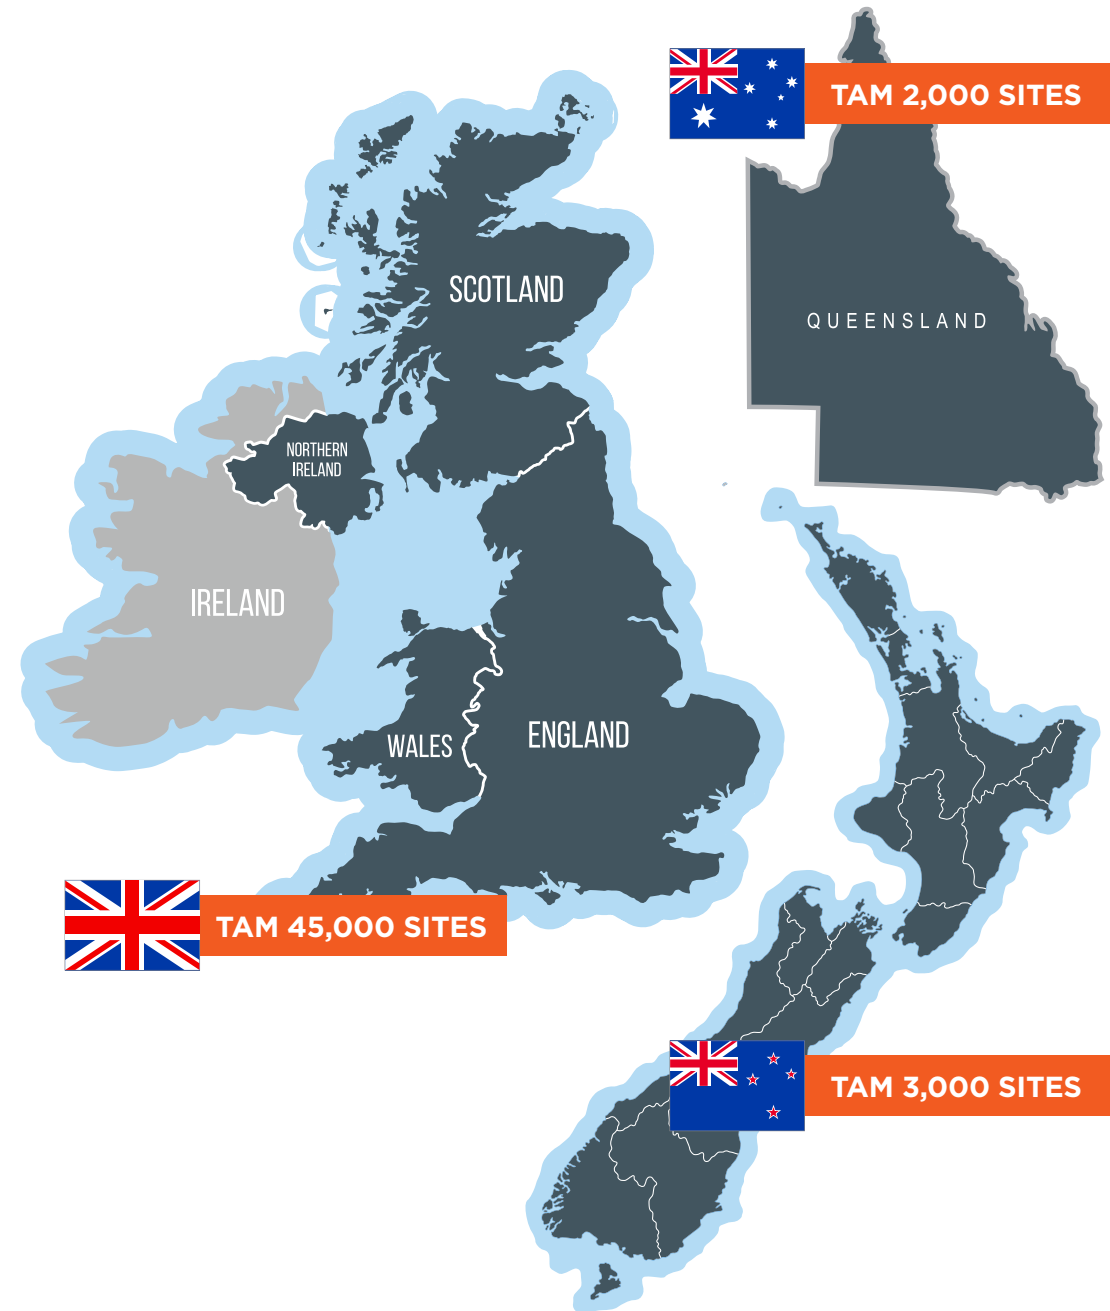 TAM 2,000 SITES
SCOTLAND
QUEENSLAND
NORTHERN
IRELAND
IRELAND
ENGLAND
WALES
TAM 45,000 SITES
TAM 3,000 SITES